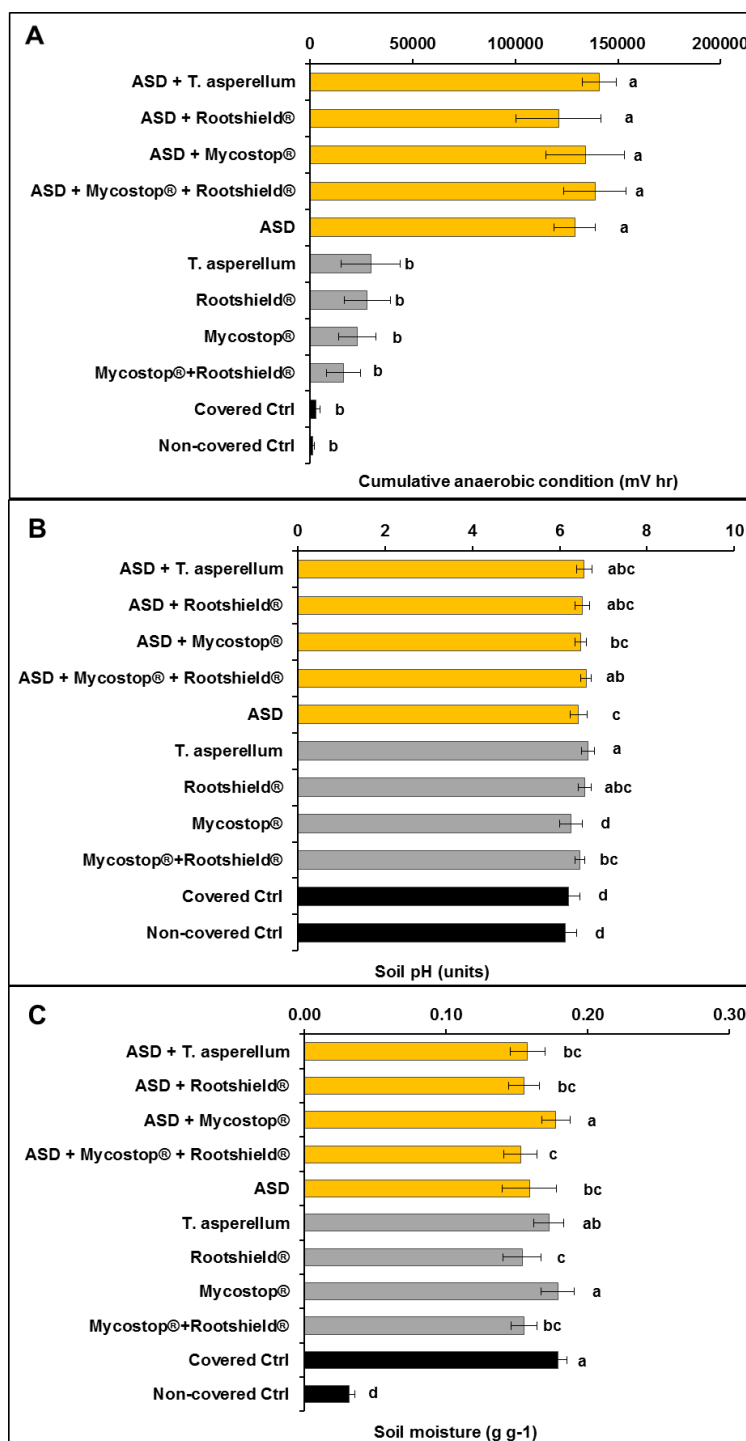 A
0 50000 100000 150000 200000
ASD + T. asperellum a
ASD + Rootshield® a
ASD + Mycostop® a
ASD + Mycostop® + Rootshield® a
ASD a
T. asperellum b
Rootshield® b
Mycostop® b
Mycostop®+Rootshield® b
Covered Ctrl b
Non-covered Ctrl b
Cumulative anaerobic condition (mV hr)
B
0 2 4 6 8 10
ASD + T. asperellum abc
ASD + Rootshield® abc
ASD + Mycostop® bc
ASD + Mycostop® + Rootshield® ab
ASD c
T. asperellum a
Rootshield® abc
Mycostop® d
Mycostop®+Rootshield® bc
Covered Ctrl d
Non-covered Ctrl d
Soil pH (units)
C
0.00 0.10 0.20 0.30
ASD + T. asperellum bc
ASD + Rootshield® bc
ASD + Mycostop® a
ASD + Mycostop® + Rootshield® c
ASD bc
T. asperellum ab
Rootshield® c
Mycostop® a
Mycostop®+Rootshield® bc
Covered Ctrl a
Non-covered Ctrl d
Soil moisture (g g-1)